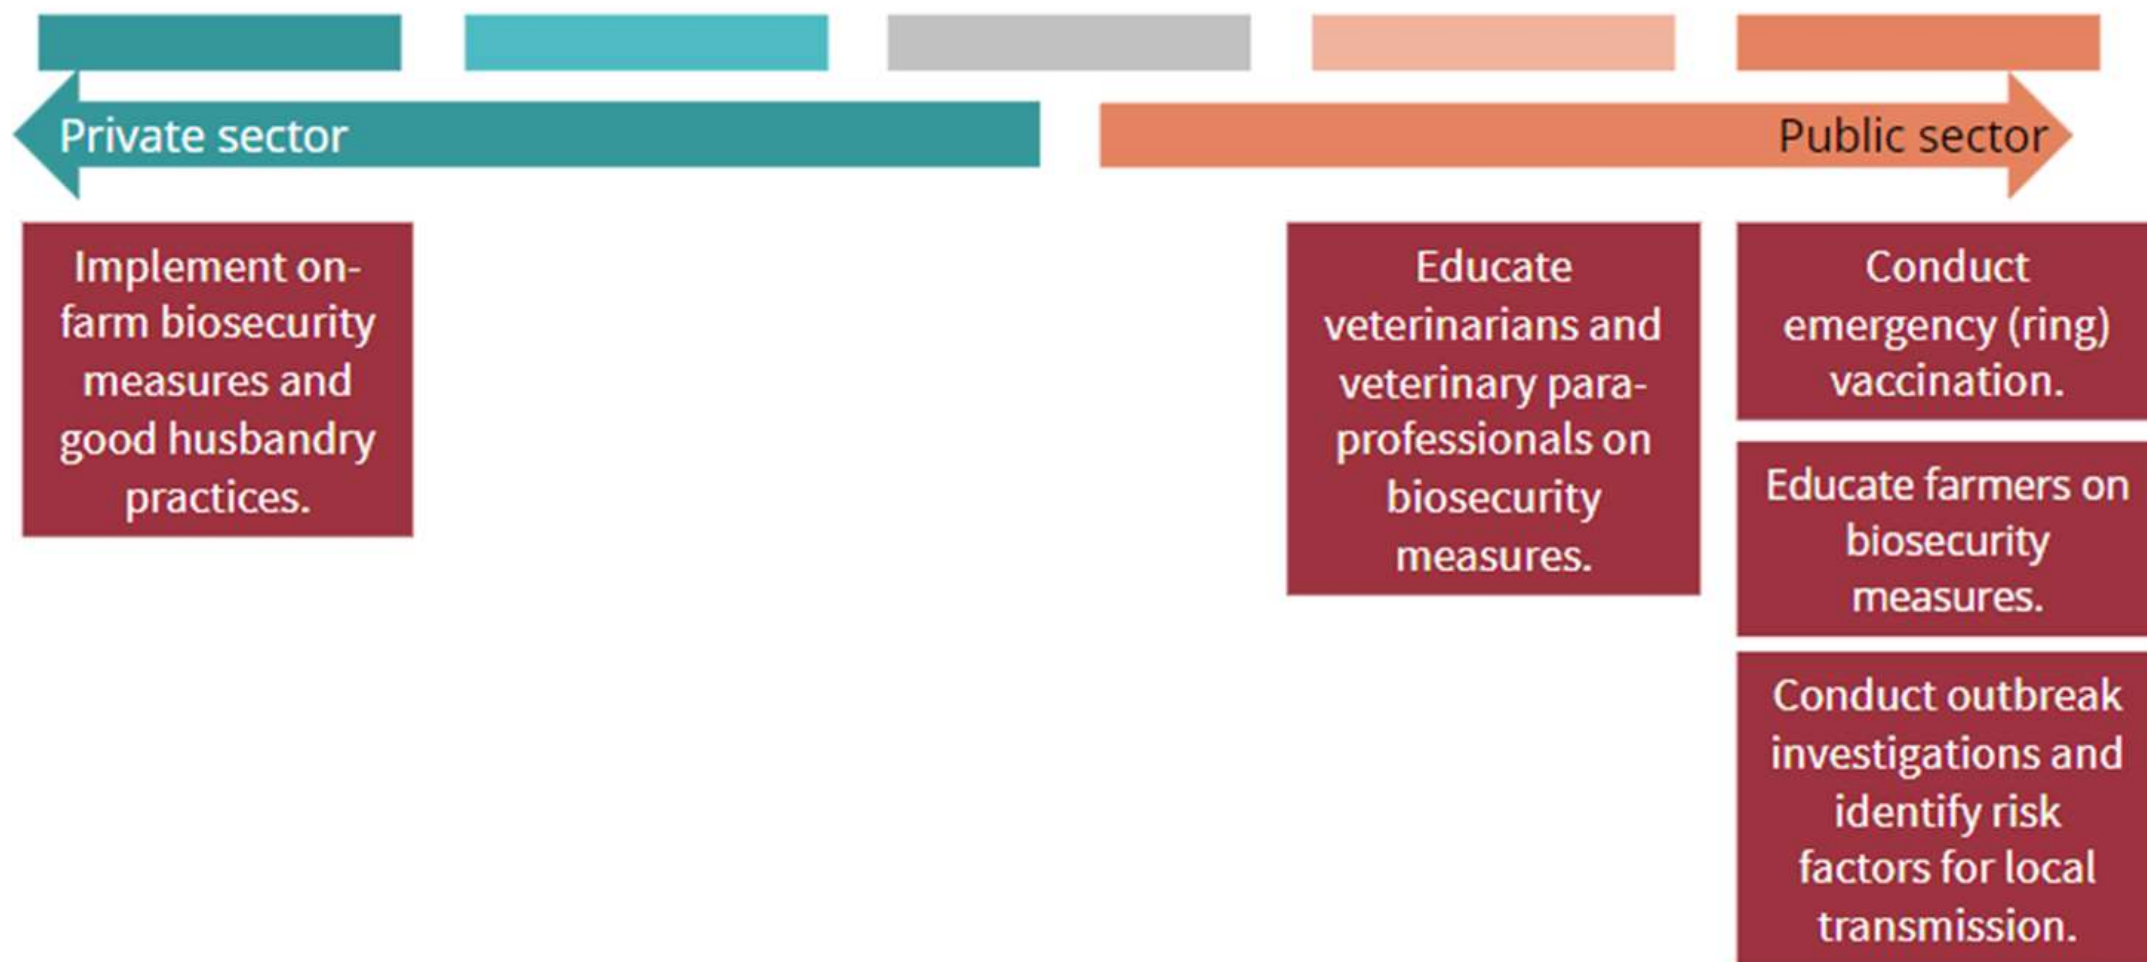 Private sector
Public sector
Implement on-
farm biosecurity
measures and
good husbandry
practices.
Educate
veterinarians and
veterinary para-
professionals on
biosecurity
measures.
Conduct
emergency (ring)
vaccination.
Educate farmers on
biosecurity
measures.
Conduct outbreak
investigations and
identify risk
factors for local
transmission.